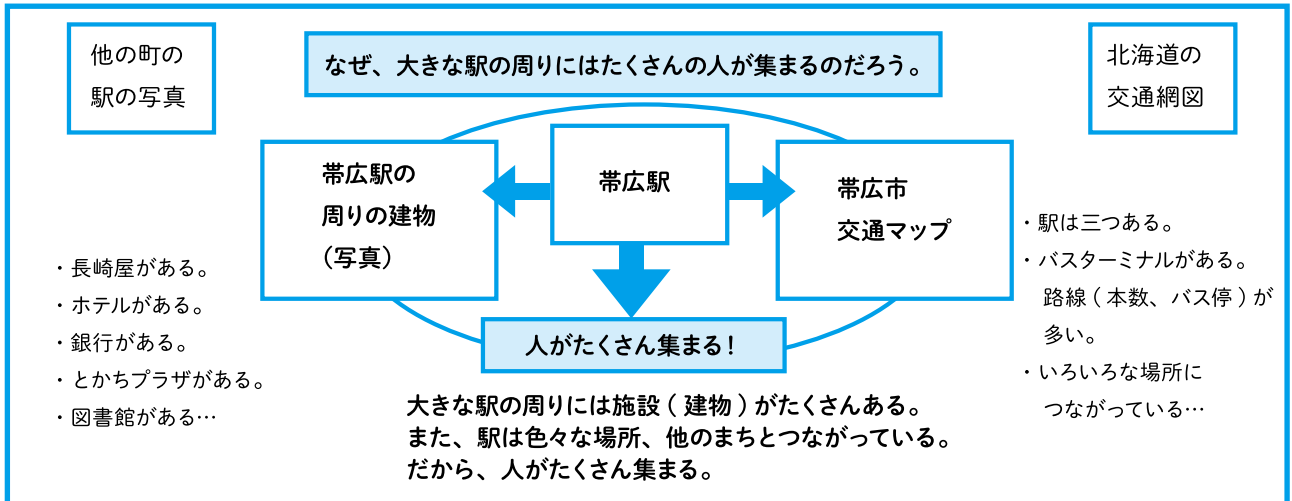 他の町の
駅の写真
なぜ、大きな駅の周りにはたくさんの人が集まるのだろう。
北海道の
交通網図
帯広駅の
周りの建物
（写真）
帯広駅
帯広市
交通マップ
・長崎屋がある。
・ホテルがある。
・銀行がある。
・とかちプラザがある。
・図書館がある…
・駅は三つある。
・バスターミナルがある。
路線（本数、バス停）が
多い。
・いろいろな場所に
つながっている…
人がたくさん集まる！
大きな駅の周りには施設（建物）がたくさんある。
また、駅は色々な場所、他のまちとつながっている。
だから、人がたくさん集まる。